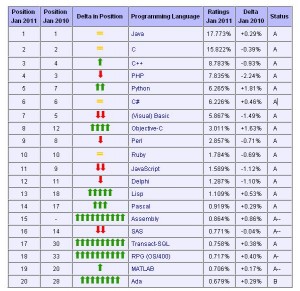 Position Jan 2011 Position Jan 2010 Delta in Position Programming Language Ratings Jan 2011 Delta Jan 2010 Status
1 1 Java 17.773% +0.29% A
2 2 C 15.822% -0.39% A
3 4 C++ 8.783% -0.93% A
4 3 PHP 7.835% -2.24% A
5 7 Python 6.265% +1.81% A
6 6 C# 6.226% +0.46% A
7 5 (Visual) Basic 5.867% -1.49% A
8 12 Objective-C 3.011% +1.63% A
9 8 Perl 2.857% -0.71% A
10 10 Ruby 1.784% -0.69% A
11 9 JavaScript 1.589% -1.12% A
12 11 Delphi 1.287% -1.10% A
13 18 Lisp 1.109% +0.53% A
14 17 Pascal 0.919% +0.29% A
15 - Assembly 0.864% +0.86% A--
16 14 SAS 0.771% -0.04% A--
17 30 Transact-SQL 0.758% +0.38% A
18 33 RPG (OS/400) 0.717% +0.40% A-
19 20 MATLAB 0.706% +0.17% B
20 28 Ada 0.679% +0.29% B